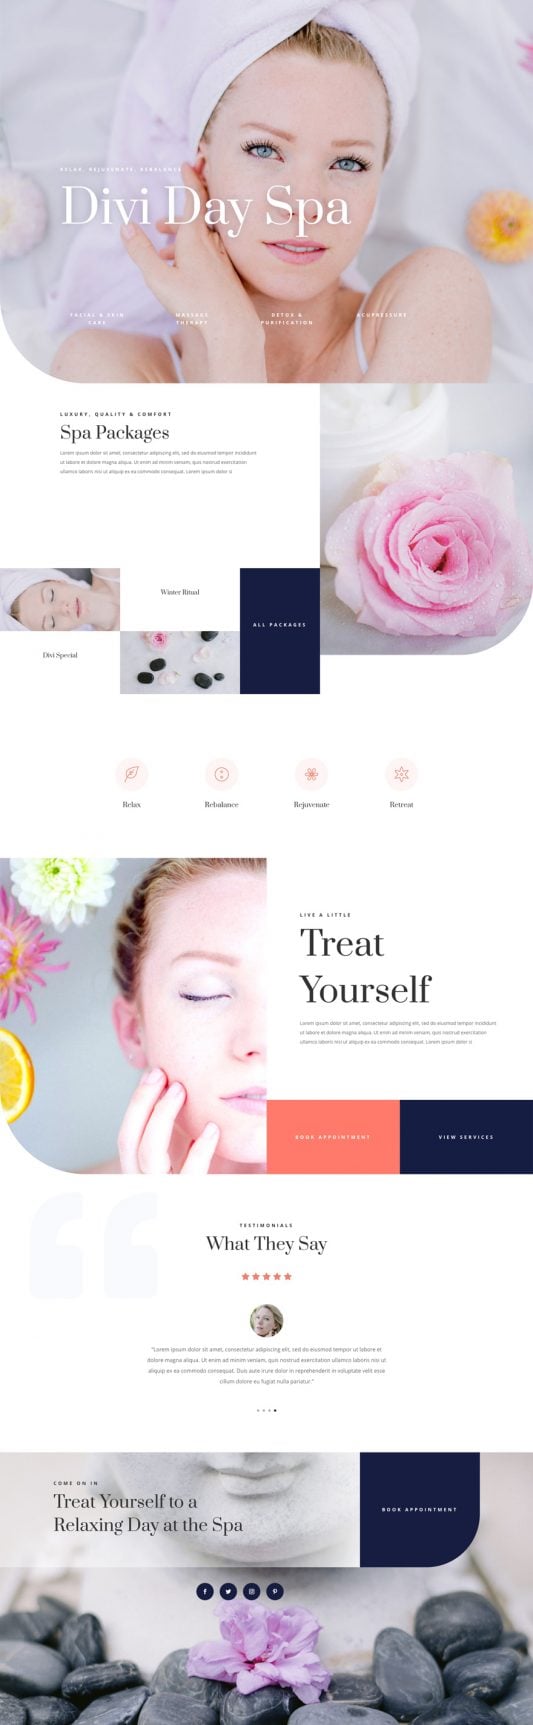 RELAX, REJUVENATE, REBALANCE
Divi Day Spa
FACIAL & SKIN
CARE
MASSAGE
THERAPY
DETOX &
PURIFICATION
ACUPRESSURE
LUXURY, QUALITY & COMFORT
Spa Packages
Lorem ipsum dolor sit amet, consectetur adipiscing elit, sed do eiusmod tempor incididunt
ut labore et dolore magna aliqua. Ut enim ad minim veniam, quis nostrud exercitation
ullamco laboris nisi ut aliquip ex ea commodo consequat. Lorem ipsum dolor si
Winter Ritual
ALL PACKAGES
Divi Special
Relax
Rebalance
Rejuvenate
Retreat
LIVE A LITTLE
Treat
Yourself
Lorem ipsum dolor sit amet, consectetur adipiscing elit, sed do eiusmod tempor incididunt
ut labore et dolore magna aliqua. Ut enim ad minim veniam, quis nostrud exercitation
ullamco laboris nisi ut aliquip ex ea commodo consequat. Lorem ipsum dolor si
BOOK APPOINTMENT
VIEW SERVICES
TESTIMONIALS
What They Say
"Lorem ipsum dolor sit amet, consectetur adipiscing elit, sed do eiusmod tempor ut labore et
dolore magna aliqua. Ut enim ad minim veniam, quis nostrud exercitation ullamco laboris nisi ut
aliquip ex ea commodo consequat. Duis aute irure dolor in reprehenderit in voluptate velit esse
cillum dolore eu fugiat nulla pariatur."
COME ON IN
Treat Yourself to a
Relaxing Day at the Spa
BOOK APPOINTMENT